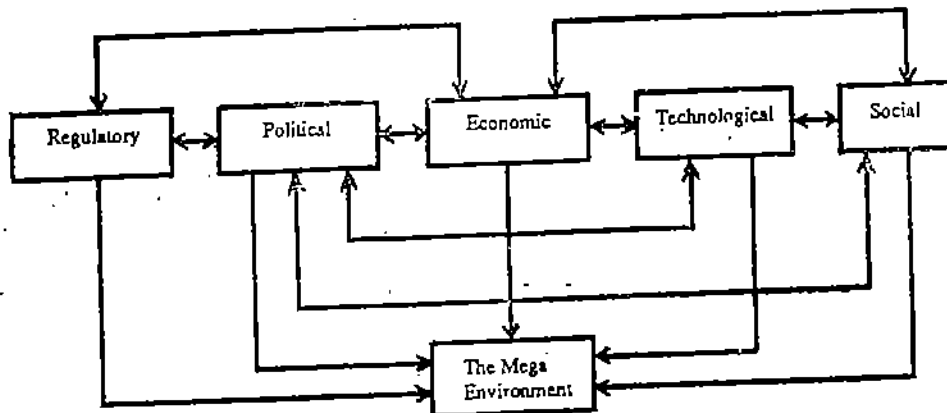 Regulatory
Political
Economic
Technological
Social
The Mega
Environment